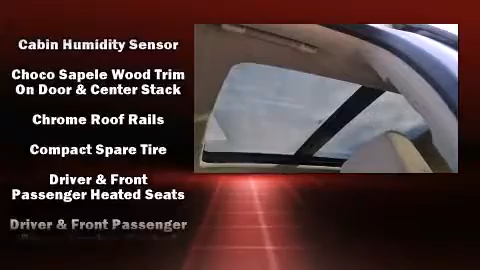 Cabin Humidity Sensor
Choco Sapele Wood Trim
On Door & Center Stack
Chrome Roof Rails
Compact Spare Tire
Driver & Front
Passenger Heated Seats
Driver & Front Passenger